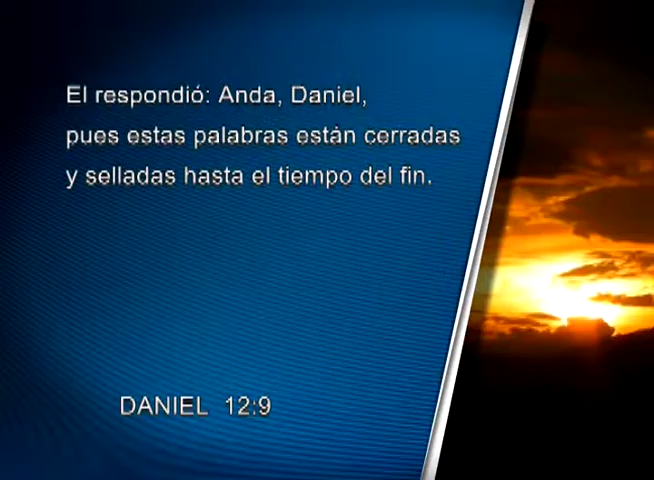 El respondió: Anda, Daniel,
pues estas palabras están cerradas
y selladas hasta el tiempo del fin.
DANIEL 12:9